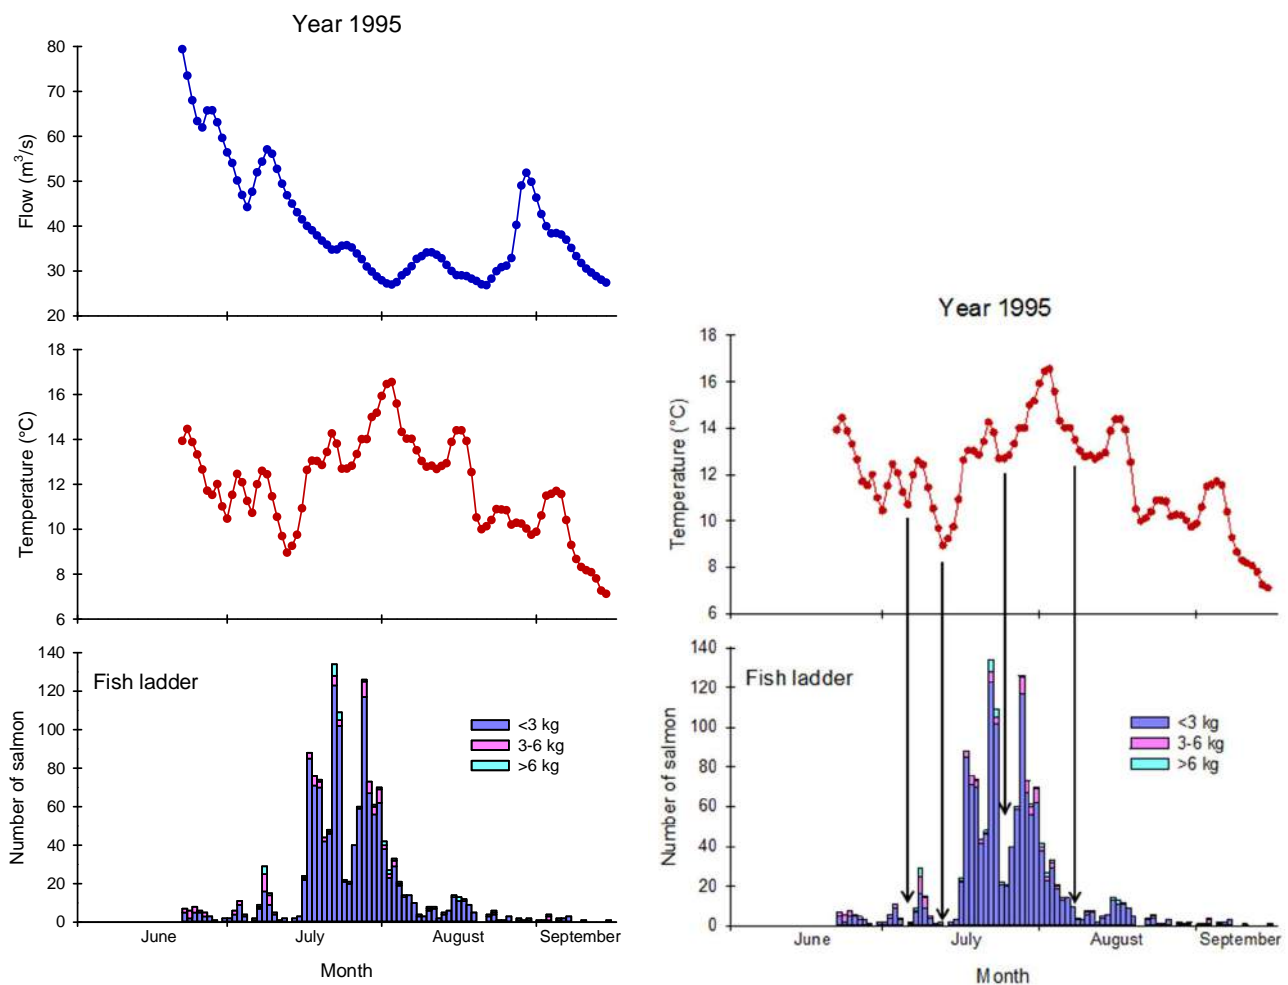 Year 1995
80
70
60
50
40
30
20
Flow (m³/s)
18
16
14
12
10
8
6
Temperature (°C)
140
120
100
80
60
40
20
0
Number of salmon
Fish ladder
<3 kg
3-6 kg
>6 kg
June July August September
Month
Year 1995
18
16
14
12
10
8
6
Temperature (°C)
140
120
100
80
60
40
20
0
Number of salmon
Fish ladder
<3 kg
3-6 kg
>6 kg
June July August September
Month